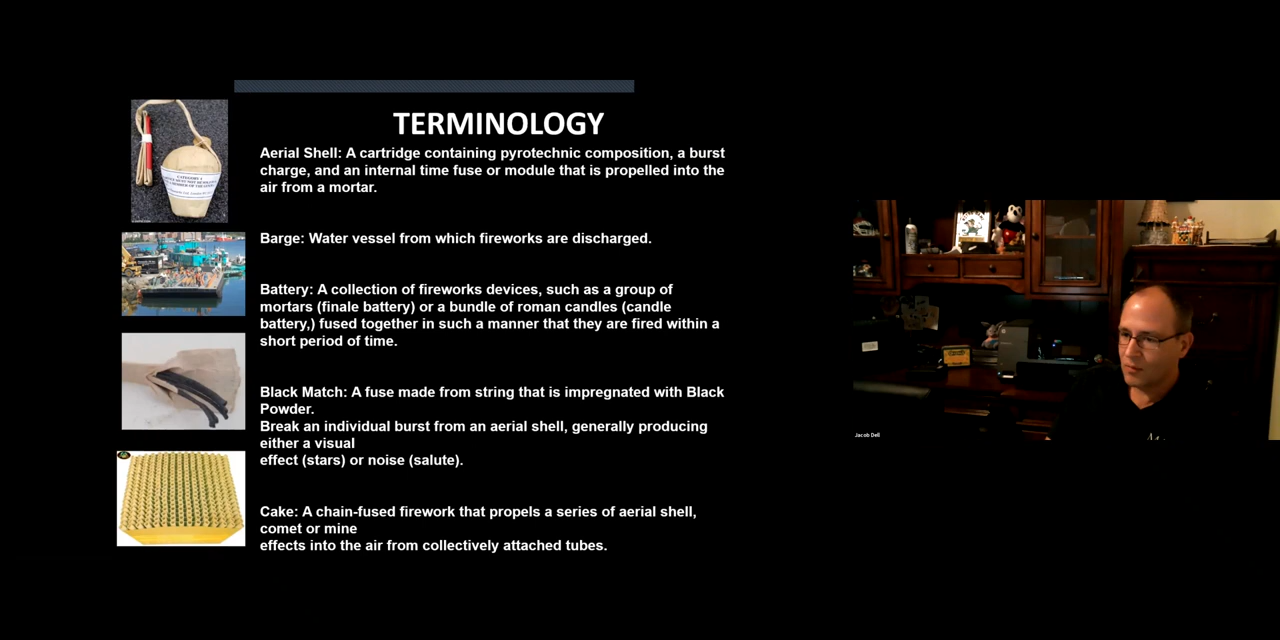 TERMINOLOGY
Aerial Shell: A cartridge containing pyrotechnic composition, a burst
charge, and an internal time fuse or module that is propelled into the
air from a mortar.
Barge: Water vessel from which fireworks are discharged.
Battery: A collection of fireworks devices, such as a group of
mortars (finale battery) or a bundle of roman candles (candle
battery,) fused together in such a manner that they are fired within a
short period of time.
Black Match: A fuse made from string that is impregnated with Black
Powder.
Break an individual burst from an aerial shell, generally producing
either a visual
effect (stars) or noise (salute).
Cake: A chain-fused firework that propels a series of aerial shell,
comet or mine
effects into the air from collectively attached tubes.
CATEGORY 4
Jacob Dell